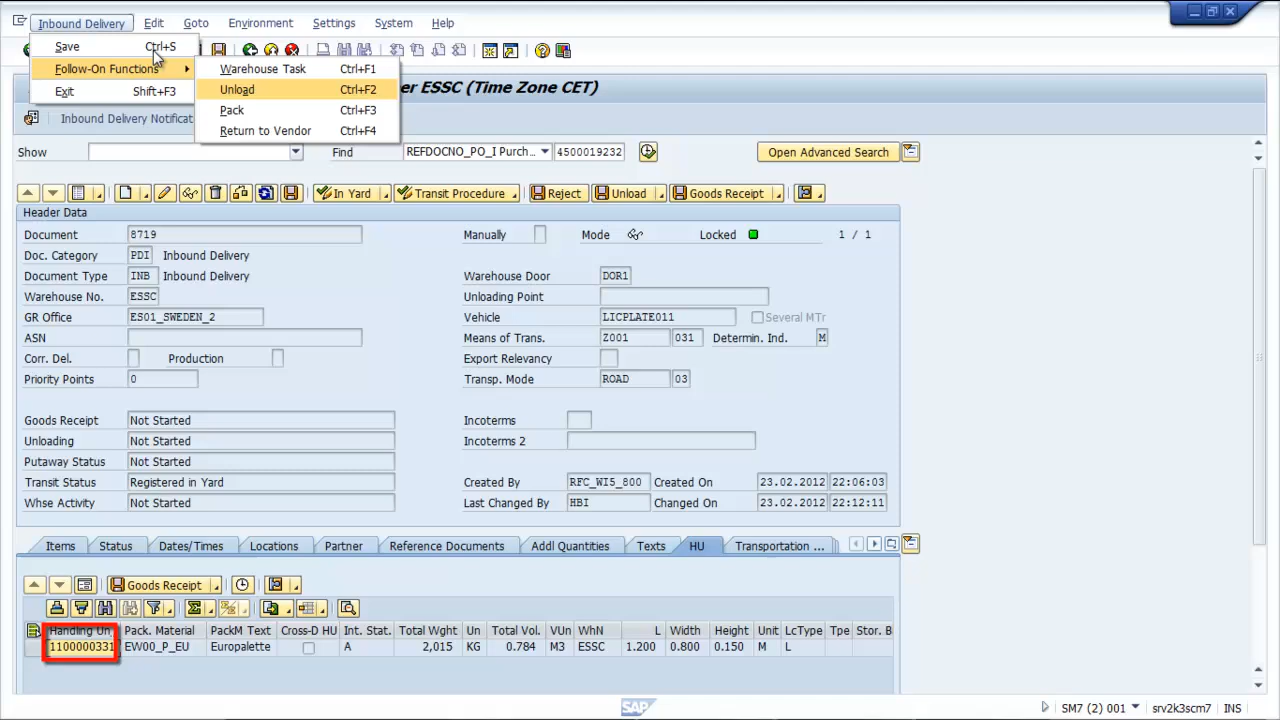 Inbound Delivery Edit Goto Environment Settings System Help
Save Ctrl+S
Follow-On Functions
Exit Shift+F3
Warehouse Task Ctrl+F1
Unload Ctrl+F2
Pack Ctrl+F3
Return to Vendor Ctrl+F4
er ESSC (Time Zone CET)
Inbound Delivery Notificat
Show Find REFDOCNO_PO_I Purch... 4500019232 Open Advanced Search
In Yard Transit Procedure Reject Unload Goods Receipt
Header Data
Document 8719 Manually Mode Locked 1 / 1
Doc. Category PDI Inbound Delivery
Document Type INB Inbound Delivery Warehouse Door DOR1
Warehouse No. ESSC Unloading Point
GR Office ES01_SWEDEN_2 Vehicle LICPLATE011 Several MTr
ASN Means of Trans. Z001 031 Determin. Ind. M
Corr. Del. Production Export Relevancy
Priority Points 0 Transp. Mode ROAD 03
Goods Receipt Not Started Incoterms
Unloading Not Started Incoterms 2
Putaway Status Not Started
Transit Status Registered in Yard Created By RFC_WI5_800 Created On 23.02.2012 22:06:03
Whse Activity Not Started Last Changed By HBI Changed On 23.02.2012 22:12:11
Items Status Dates/Times Locations Partner Reference Documents Addl Quantities Texts HU Transportation ...
Goods Receipt
Handling Un Pack. Material PackM Text Cross-D HU Int. Stat. Total Wght Un Total Vol. VUn WhN L Width Height Unit LcType Tpe Stor. B
1100000331 EW00_P_EU Europalette A 2,015 KG 0.784 M3 ESSC 1.200 0.800 0.150 M L
SAP SM7 (2) 001 srv2k3scm7 INS